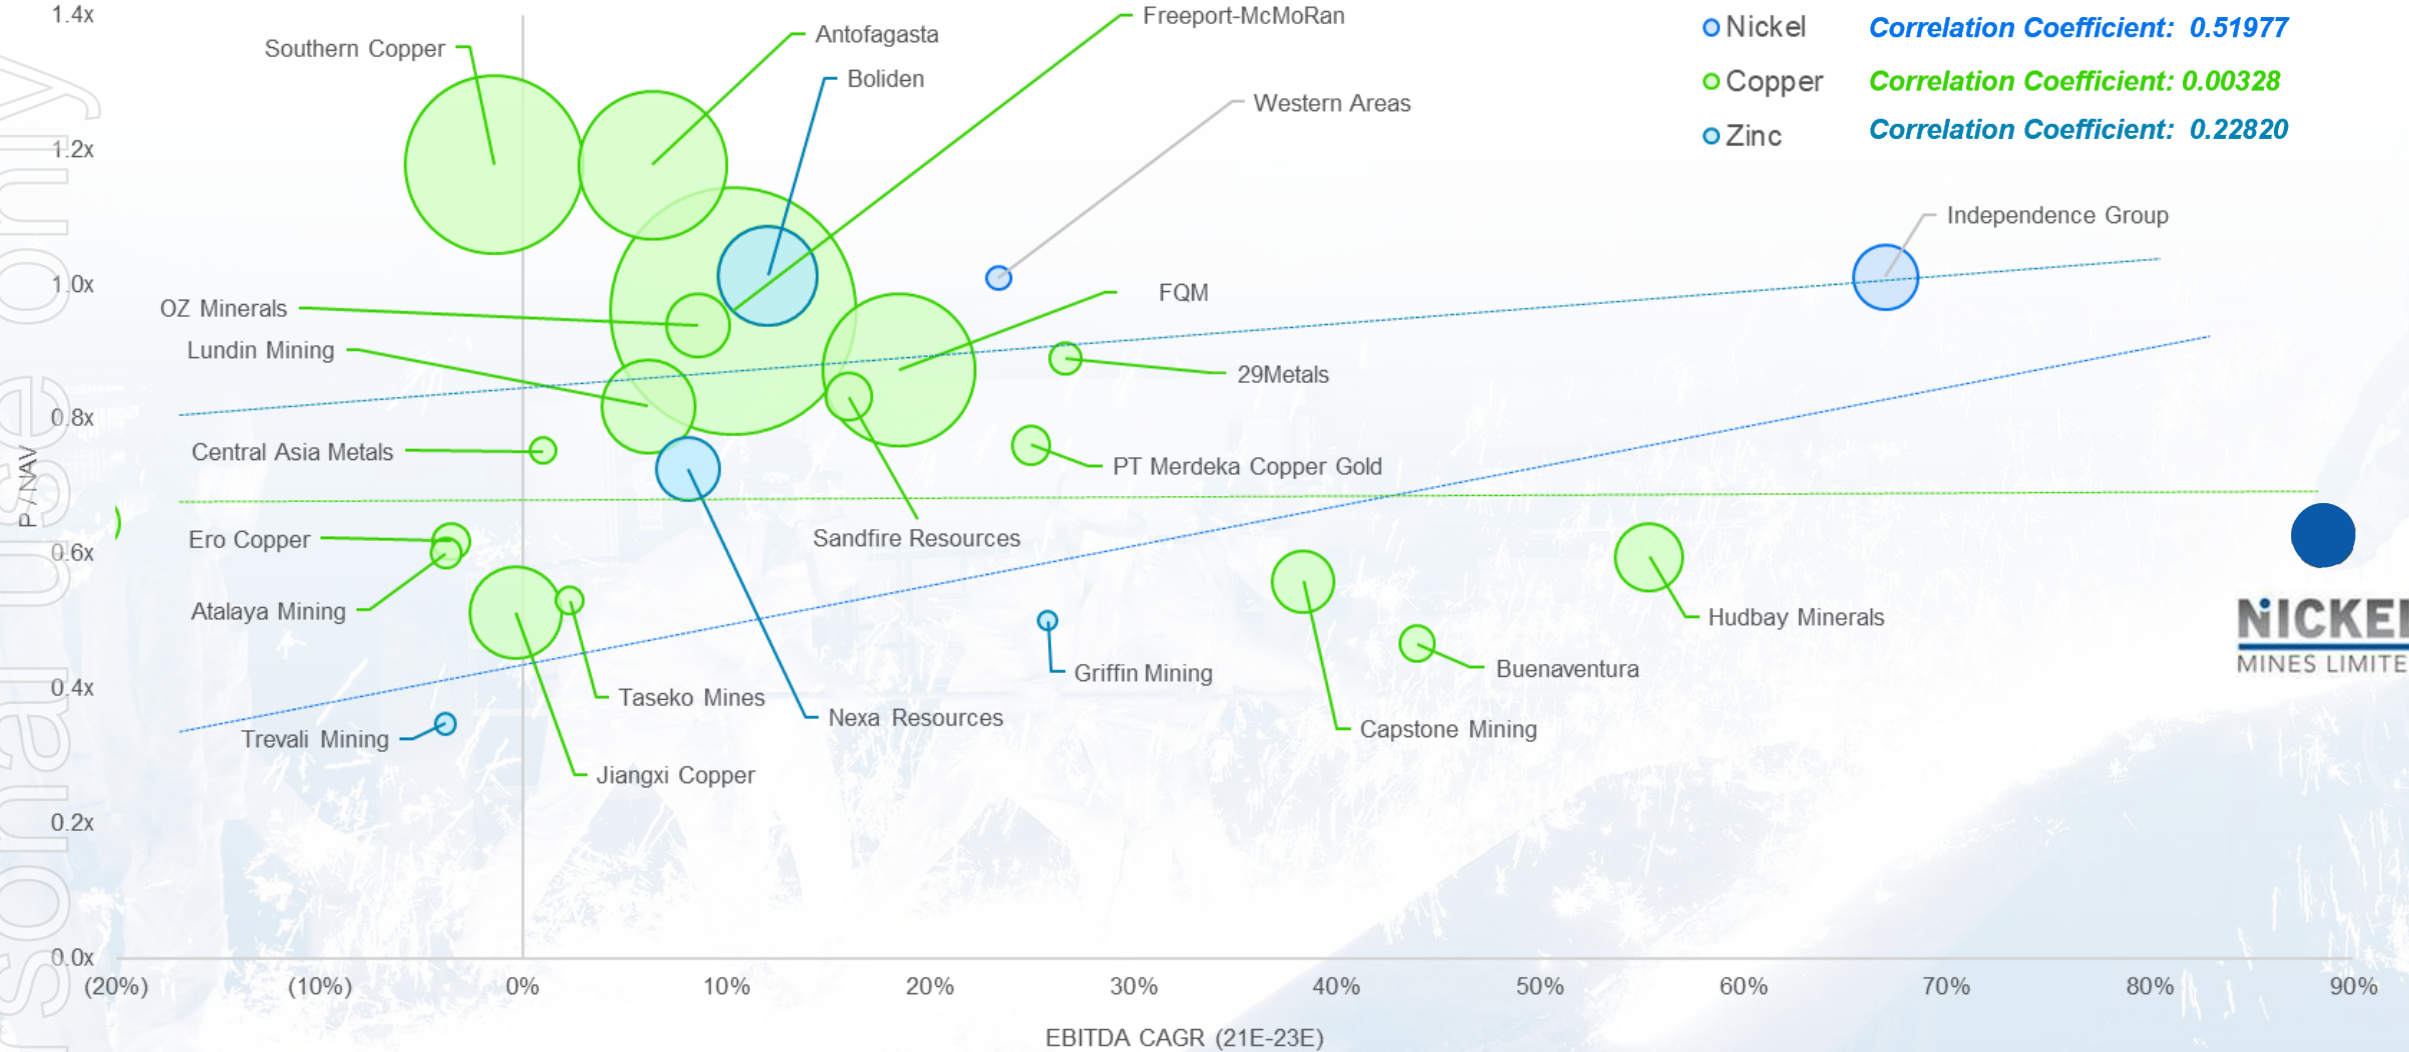 1.4x
1.2x
1.0x
0.8x
0.6x
0.4x
0.2x
0.0x
P / NAV
Southern Copper
Antofagasta
Boliden
Freeport-McMoRan
Western Areas
Nickel Correlation Coefficient: 0.51977
Copper Correlation Coefficient: 0.00328
Zinc Correlation Coefficient: 0.22820
Independence Group
OZ Minerals
FQM
Lundin Mining
29Metals
Central Asia Metals
PT Merdeka Copper Gold
Ero Copper
Sandfire Resources
Atalaya Mining
Hudbay Minerals
NICKEL
MINES LIMITE
Griffin Mining
Buenaventura
Taseko Mines
Nexa Resources
Capstone Mining
Trevali Mining
Jiangxi Copper
(20%) (10%) 0% 10% 20% 30% 40% 50% 60% 70% 80% 90%
EBITDA CAGR (21E-23E)
rsonal use only